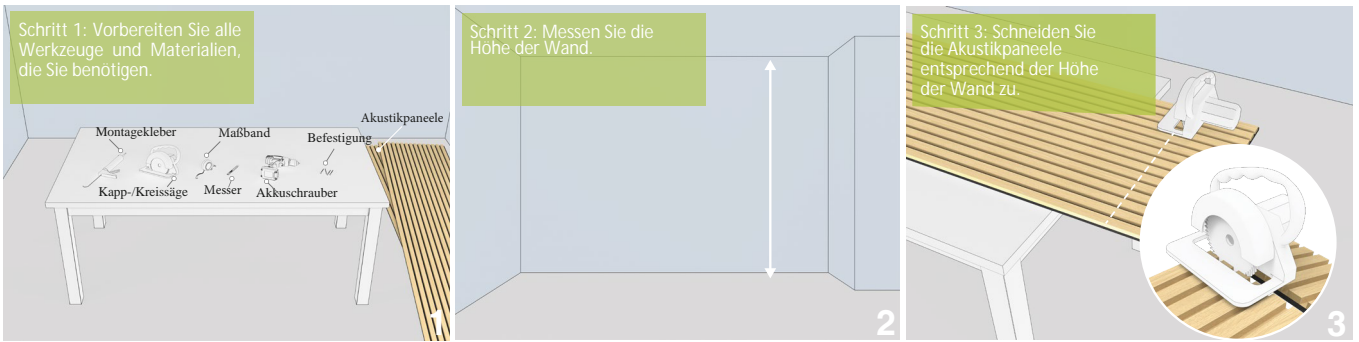 Schritt 1: Vorbereiten Sie alle
Werkzeuge und Materialien,
die Sie benötigen.
Akustikpaneele
Montagekleber
Maßband
Befestigung
Kapp-/Kreissäge
Messer
Akkuschrauber
1
Schritt 2: Messen Sie die
Höhe der Wand.
2
Schritt 3: Schneiden Sie
die Akustikpaneele
entsprechend der Höhe
der Wand zu.
3